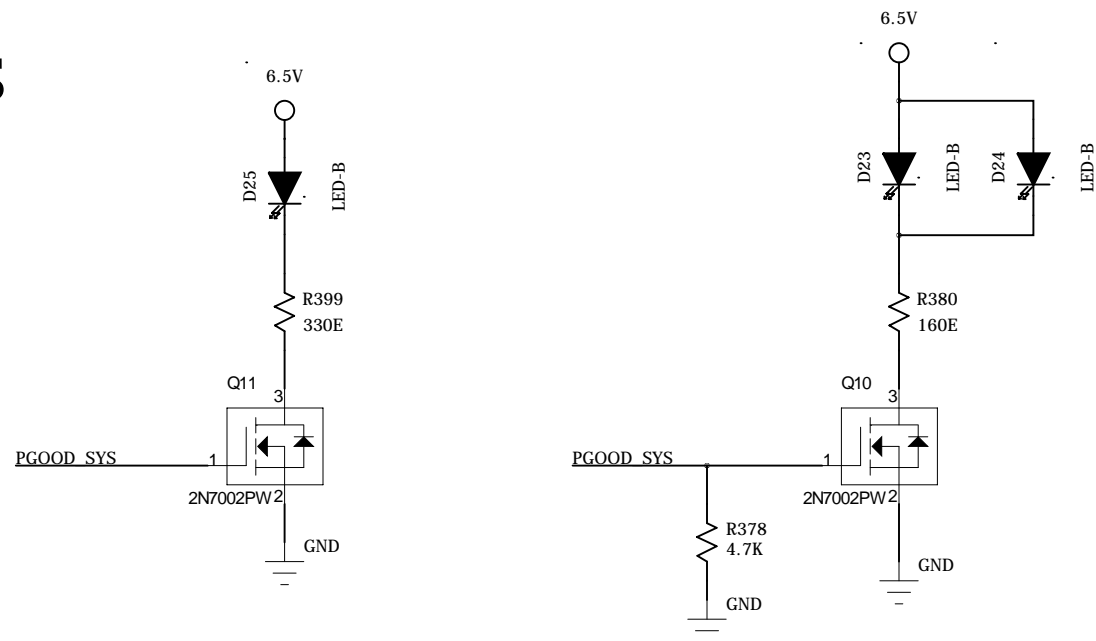 6.5V
D25
LED-B
R399
330E
Q11
3
PGOOD_SYS
1
2N7002PW
2
GND
6.5V
D23
LED-B
D24
LED-B
R380
160E
Q10
3
PGOOD_SYS
1
2N7002PW
2
R378
4.7K
GND
GND